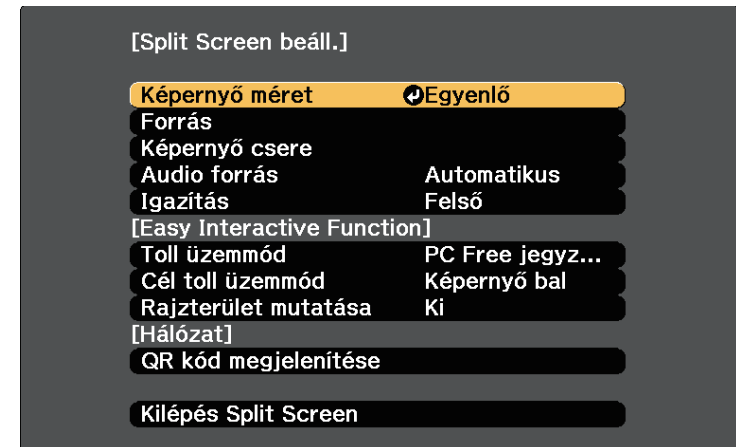 [Split Screen beáll.]
Képernyő méret Egyenlő
Forrás
Képernyő csere
Audio forrás Automatikus
Igazítás Felső
[Easy Interactive Function]
Toll üzemmód PC Free jegyz...
Cél toll üzemmód Képernyő bal
Rajzterület mutatása Ki
[Hálózat]
QR kód megjelenítése
Kilépés Split Screen